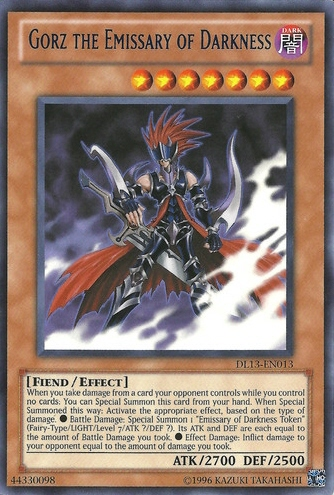 GORZ THE EMISSARY OF DARKNESS
DARK
闇
DL13-EN013
[FIEND / EFFECT]
When you take damage from a card your opponent controls while you control
no cards: You can Special Summon this card from your hand. When Special
Summoned this way: Activate the appropriate effect, based on the type of
damage. ● Battle Damage: Special Summon 1 "Emissary of Darkness Token"
(Fairy-Type/LIGHT/Level 7/ATK ?/DEF ?). Its ATK and DEF are each equal to
the amount of Battle Damage you took. ● Effect Damage: Inflict damage to
your opponent equal to the amount of damage you took.
ATK/2700 DEF/2500
44330098
©1996 KAZUKI TAKAHASHI